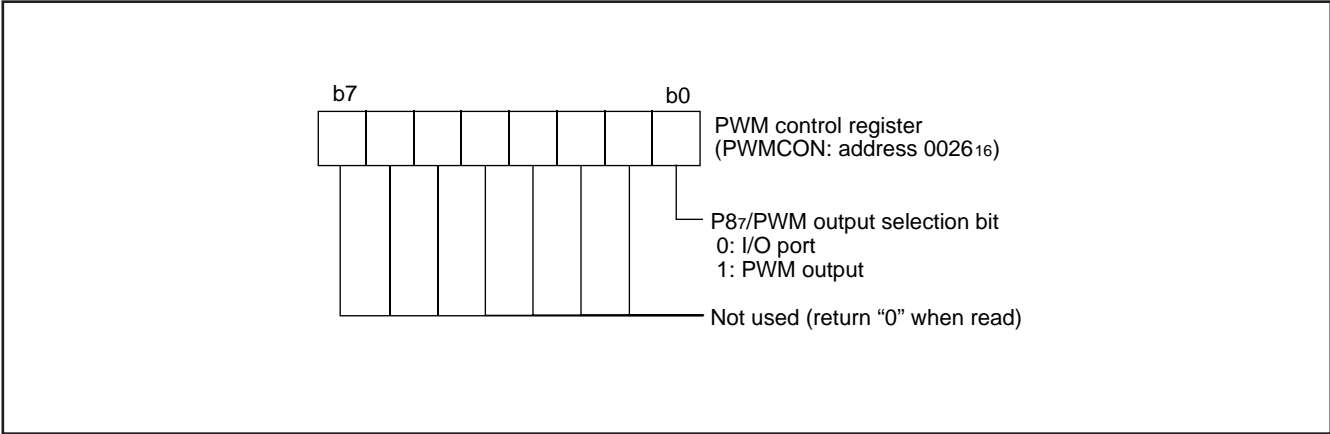 b7 b0
PWM control register
(PWMCON: address 002616)
P87/PWM output selection bit
0: I/O port
1: PWM output
Not used (return “0” when read)